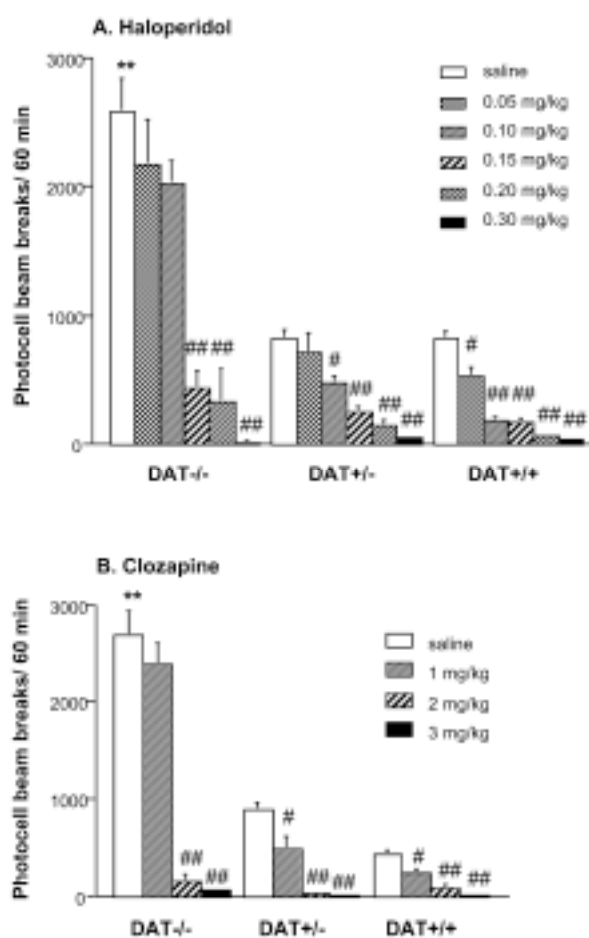 A. Haloperidol
Photocell beam breaks/ 60 min
3000
2000
1000
0
saline
0.05 mg/kg
0.10 mg/kg
0.15 mg/kg
0.20 mg/kg
0.30 mg/kg
**
## ##
##
#
##
##
##
#
## ##
##
##
DAT-/- DAT+/- DAT+/+
B. Clozapine
Photocell beam breaks/ 60 min
3000
2000
1000
0
saline
1 mg/kg
2 mg/kg
3 mg/kg
**
##
##
#
##
##
#
##
##
DAT-/- DAT+/- DAT+/+